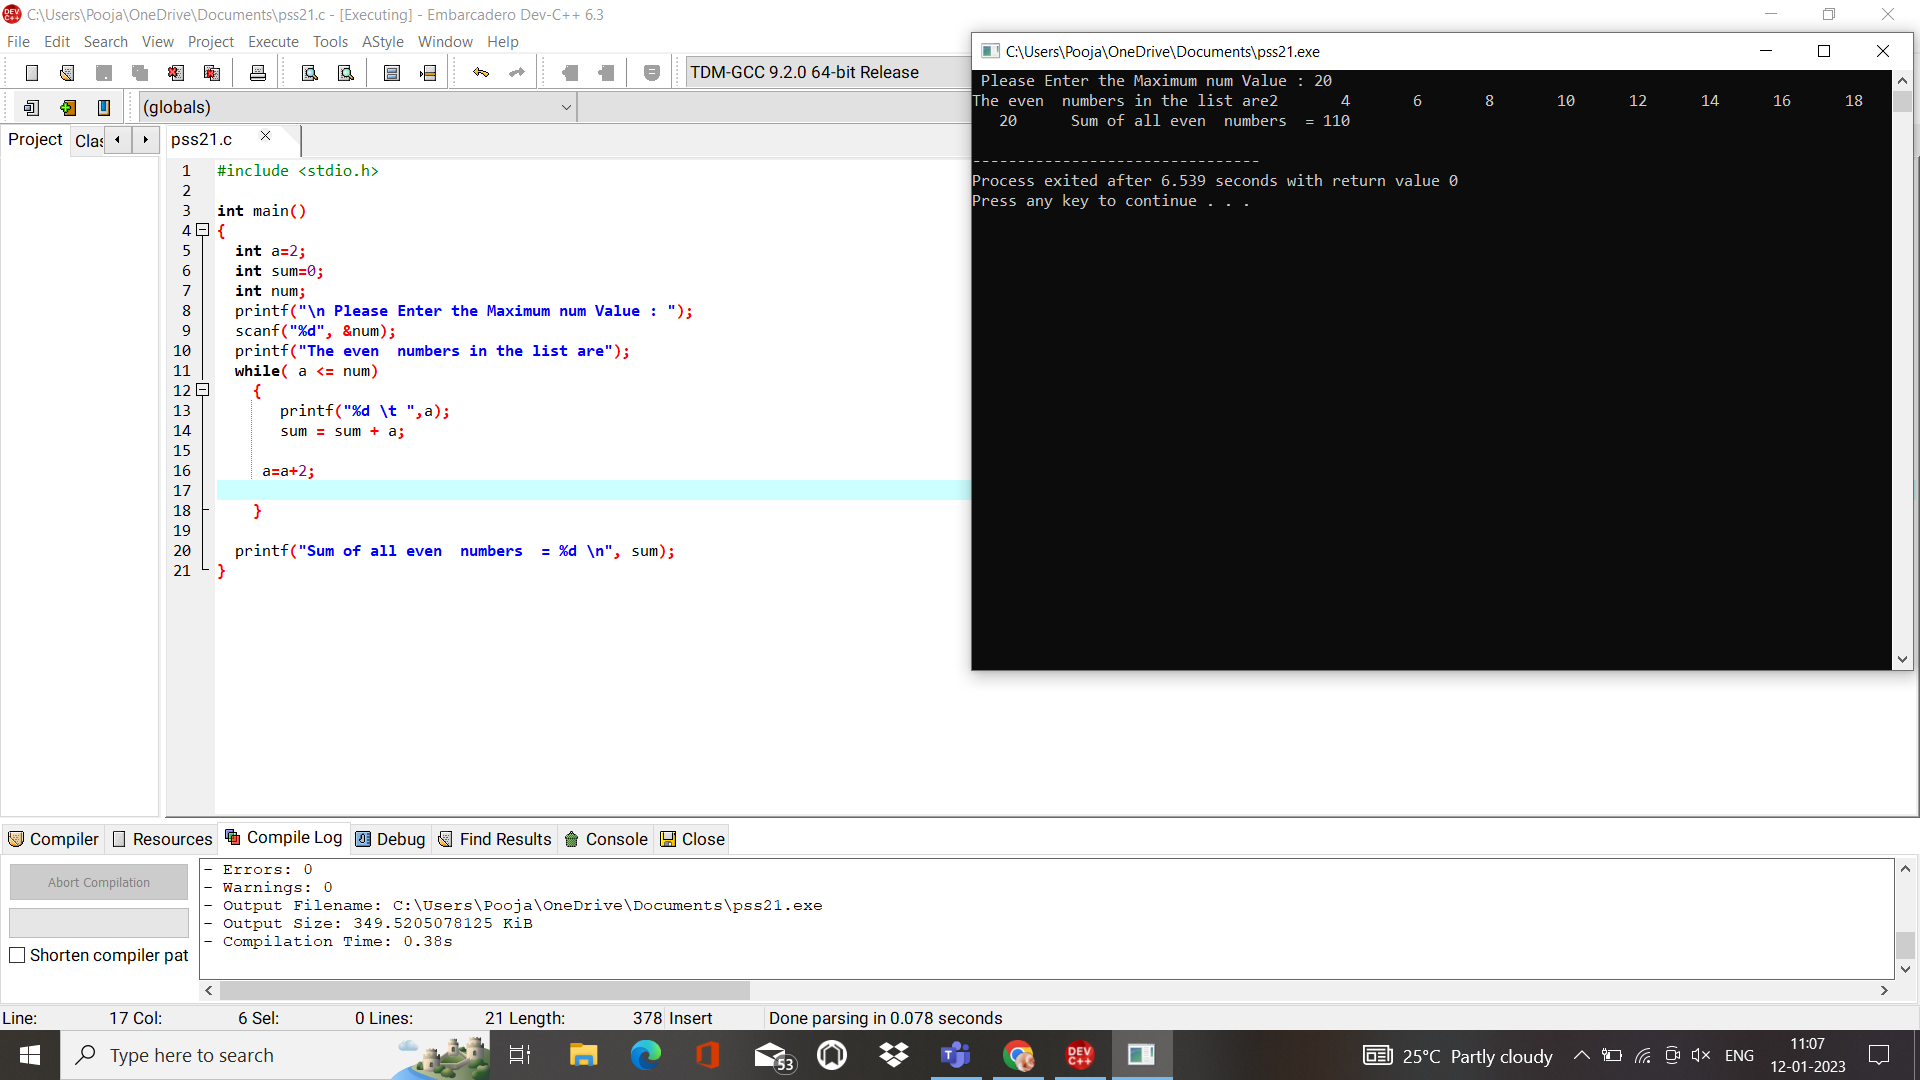 C:\Users\Pooja\OneDrive\Documents\pss21.c - [Executing] - Embarcadero Dev-C++ 6.3
File Edit Search View Project Execute Tools AStyle Window Help
TDM-GCC 9.2.0 64-bit Release
(globals)
Project Clas
pss21.c
1 #include <stdio.h>
2
3 int main()
4 {
5 int a=2;
6 int sum=0;
7 int num;
8 printf("\n Please Enter the Maximum num Value : ");
9 scanf("%d", &num);
10 printf("The even  numbers in the list are");
11 while( a <= num)
12 {
13 printf("%d \t ",a);
14 sum = sum + a;
15
16 a=a+2;
17
18 }
19
20 printf("Sum of all even  numbers  = %d \n", sum);
21 }
C:\Users\Pooja\OneDrive\Documents\pss21.exe
Please Enter the Maximum num Value : 20
The even  numbers in the list are2 4 6 8 10 12 14 16 18
20 Sum of all even  numbers  = 110
--------------------------------
Process exited after 6.539 seconds with return value 0
Press any key to continue . . .
Compiler Resources Compile Log Debug Find Results Console Close
Abort Compilation
Shorten compiler pat
- Errors: 0
- Warnings: 0
- Output Filename: C:\Users\Pooja\OneDrive\Documents\pss21.exe
- Output Size: 349.5205078125 KiB
- Compilation Time: 0.38s
Line: 17 Col: 6 Sel: 0 Lines: 21 Length: 378 Insert Done parsing in 0.078 seconds
Type here to search
53
DEV C++
25°C Partly cloudy
ENG
11:07
12-01-2023